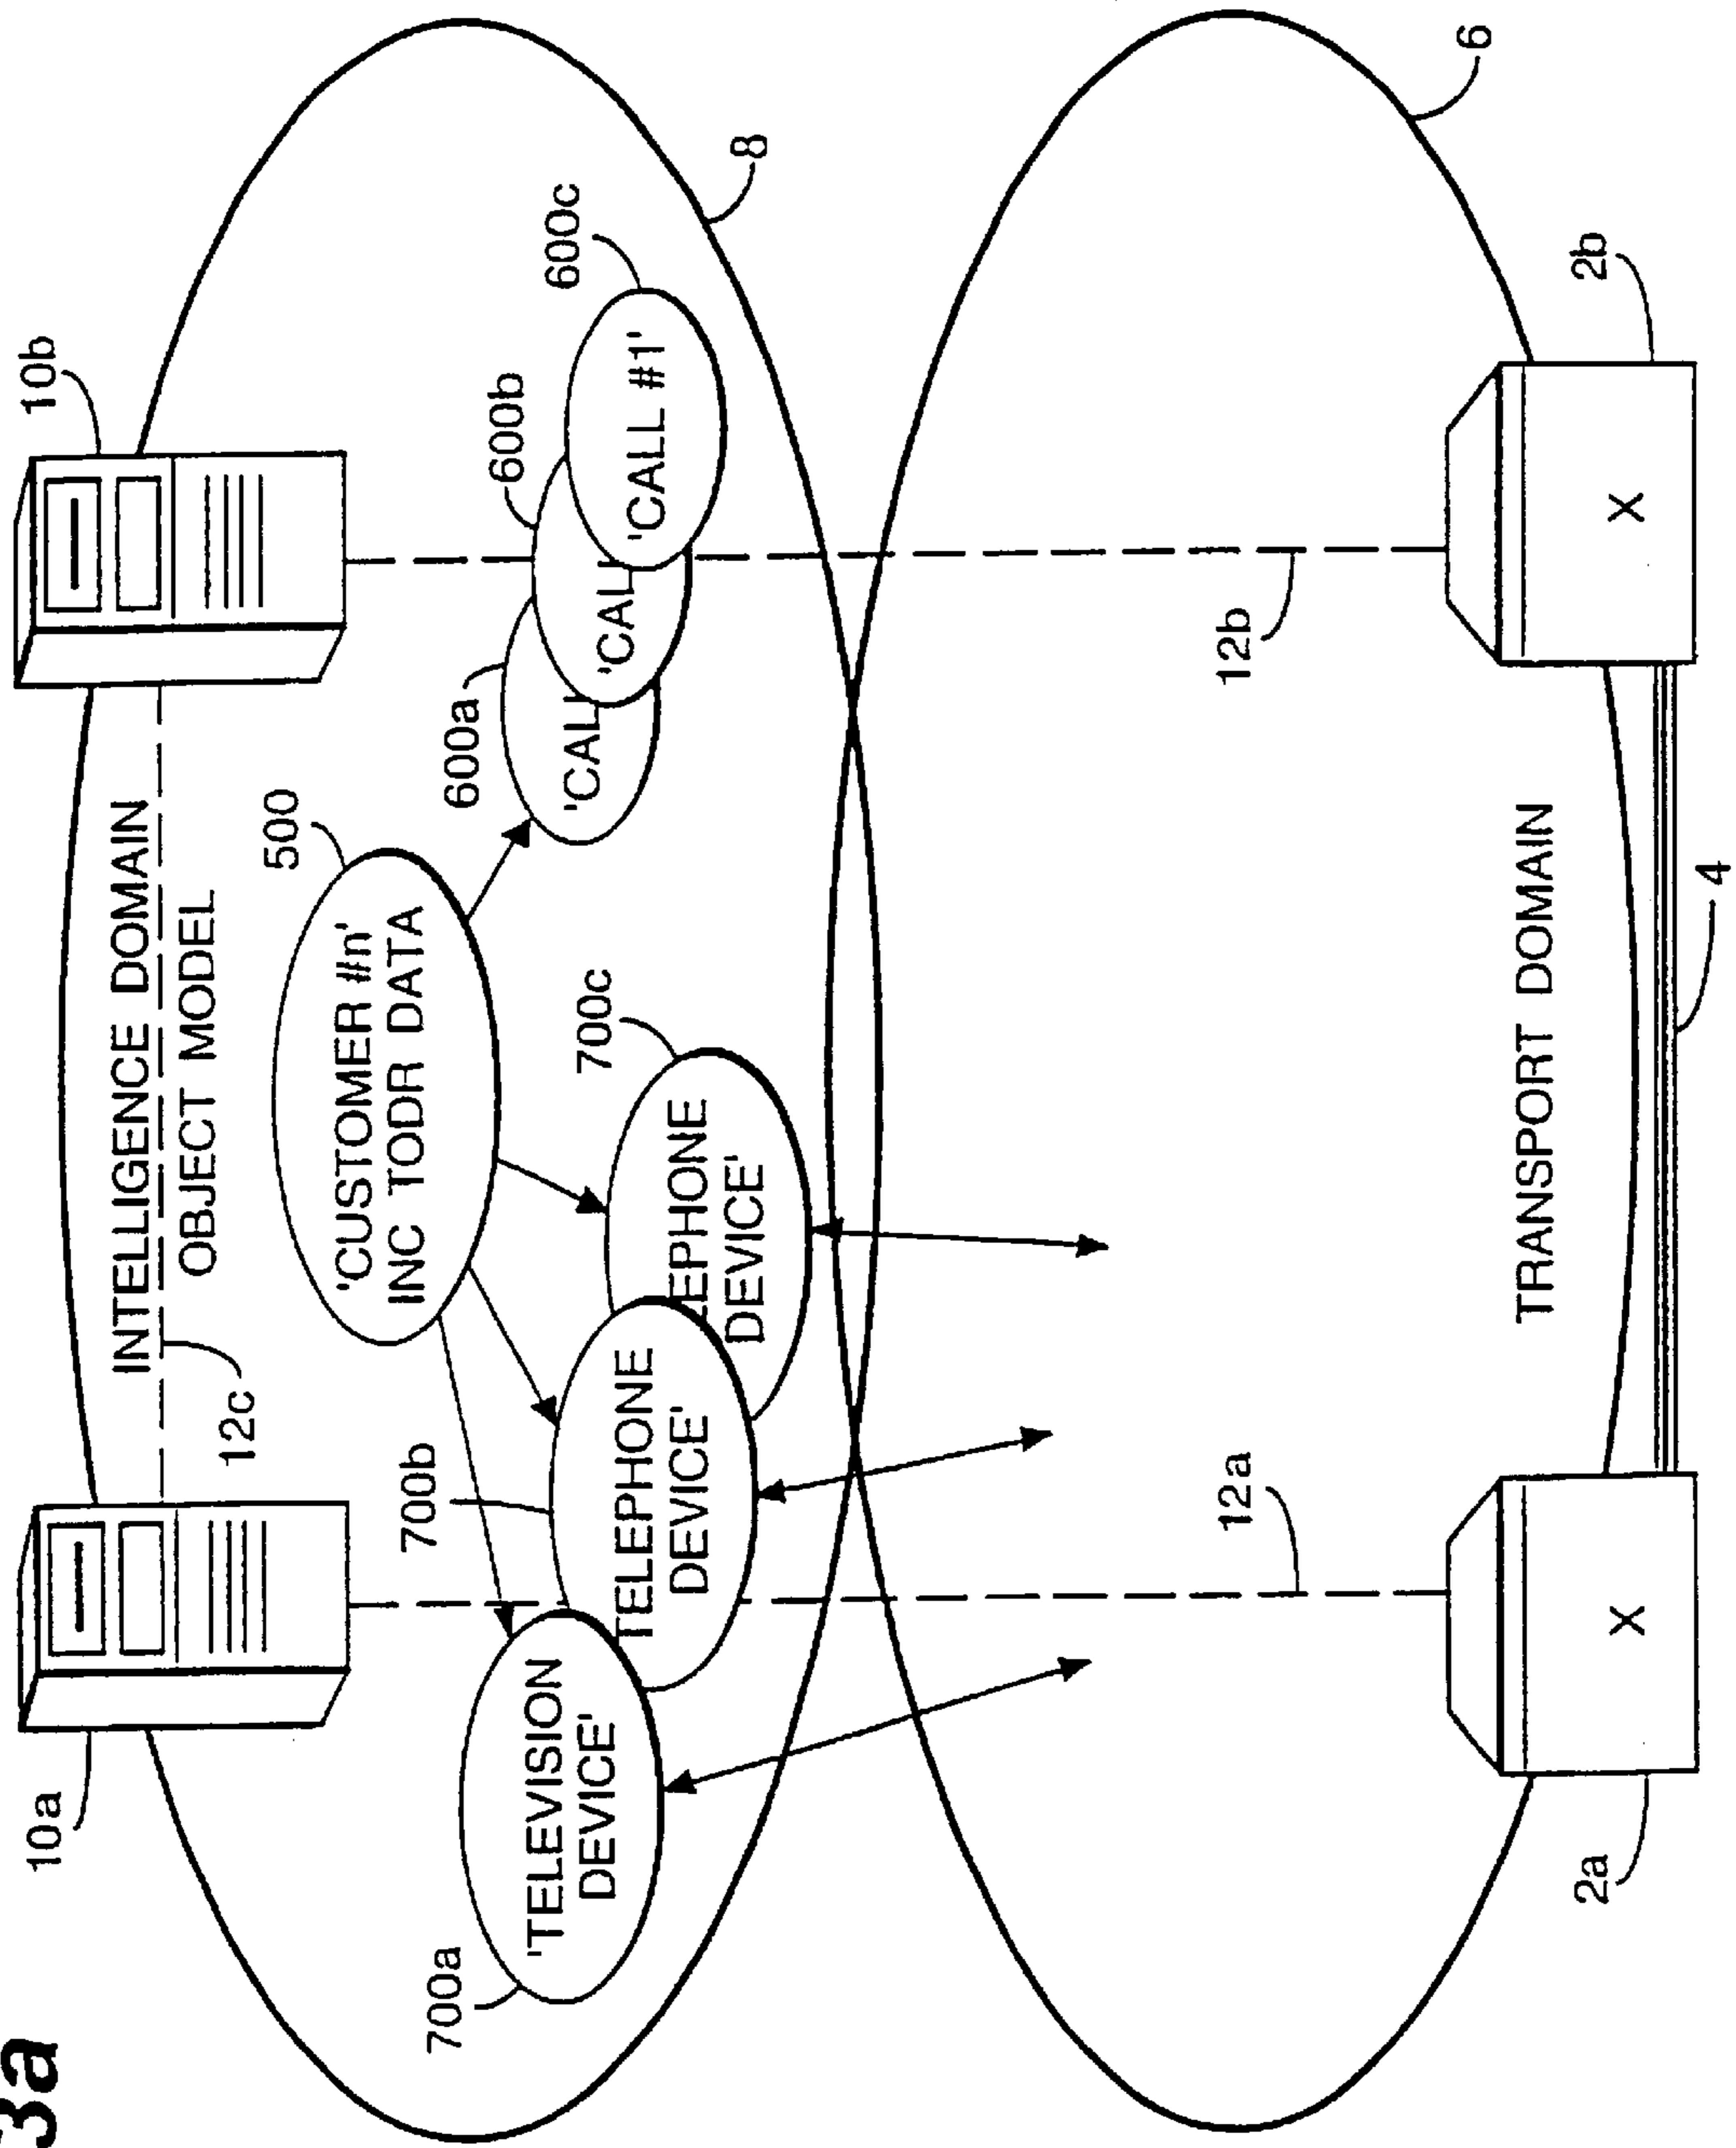 3a
10a
10b
INTELLIGENCE DOMAIN
OBJECT MODEL
12c
500
'CUSTOMER #n'
INC TODR DATA
8
700a
'TELEVISION
DEVICE'
700b
TELEPHONE
DEVICE'
700c
EPHONE
DEVICE'
600a
'CALL
600b
'CALL
600c
'CALL #1'
12a
12b
6
TRANSPORT DOMAIN
2a
X
4
2b
X